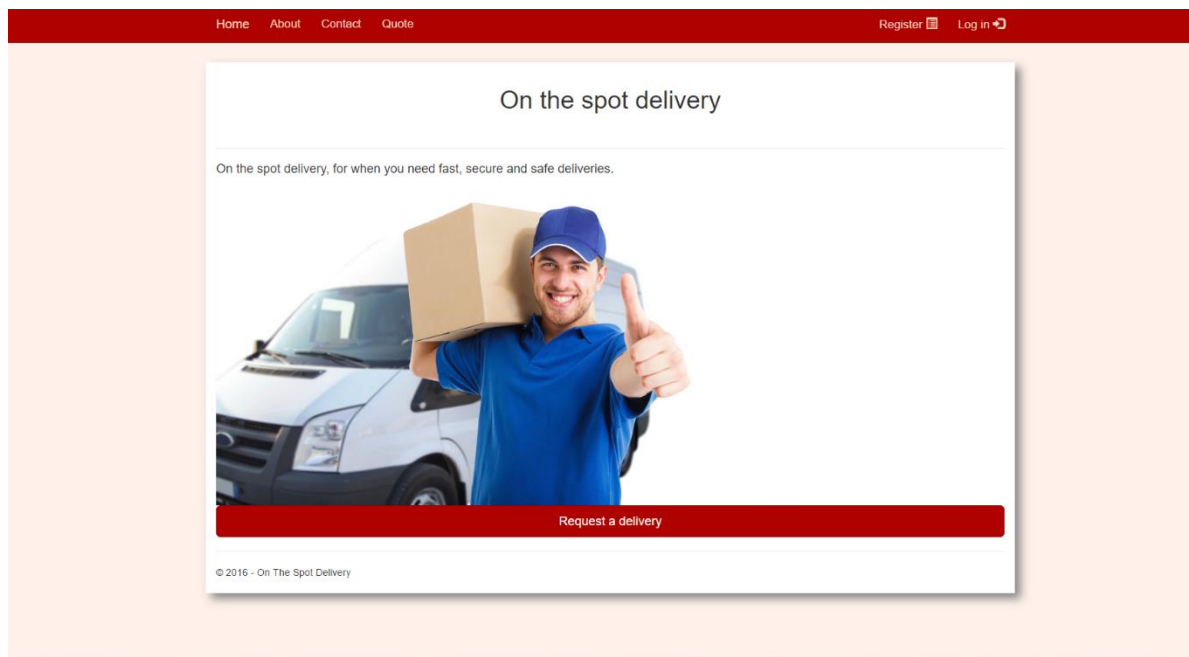 Home About Contact Quote Register Log in
On the spot delivery
On the spot delivery, for when you need fast, secure and safe deliveries.
Request a delivery
© 2016 - On The Spot Delivery